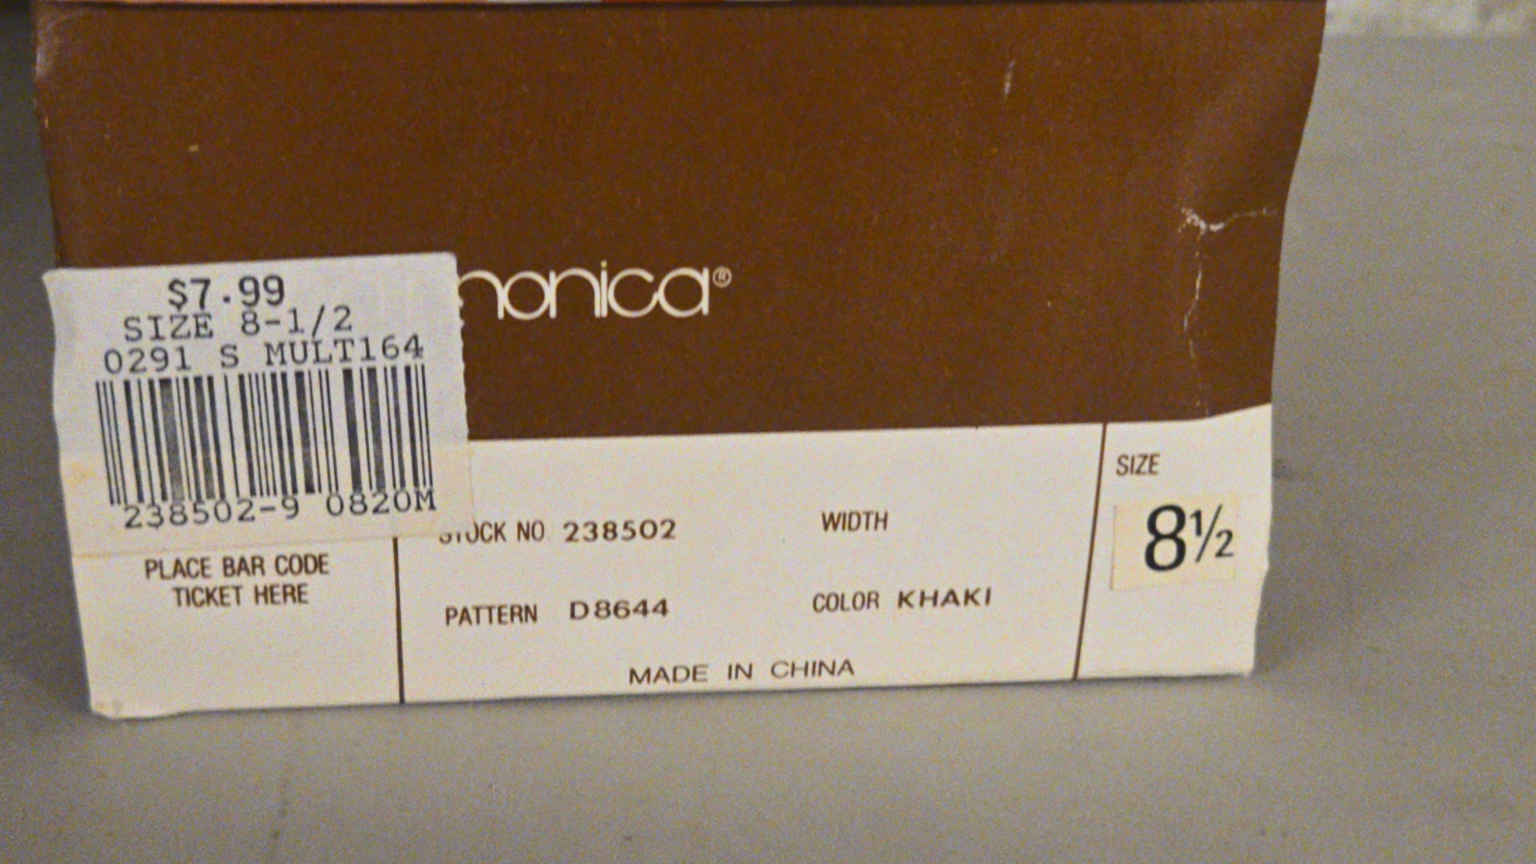 $7.99
SIZE 8-1/2
0291 S MULT164
238502-9 0820M
PLACE BAR CODE
TICKET HERE
monica®
STOCK NO 238502
WIDTH
PATTERN D8644
COLOR KHAKI
MADE IN CHINA
SIZE
8½